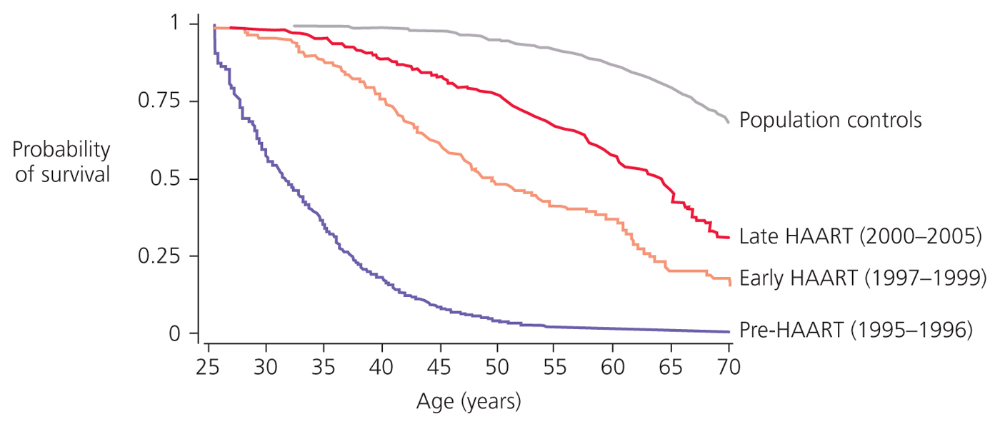 1
0.75
Population controls
Probability
of survival
0.5
Late HAART (2000–2005)
0.25
Early HAART (1997–1999)
0
Pre-HAART (1995–1996)
25 30 35 40 45 50 55 60 65 70
Age (years)